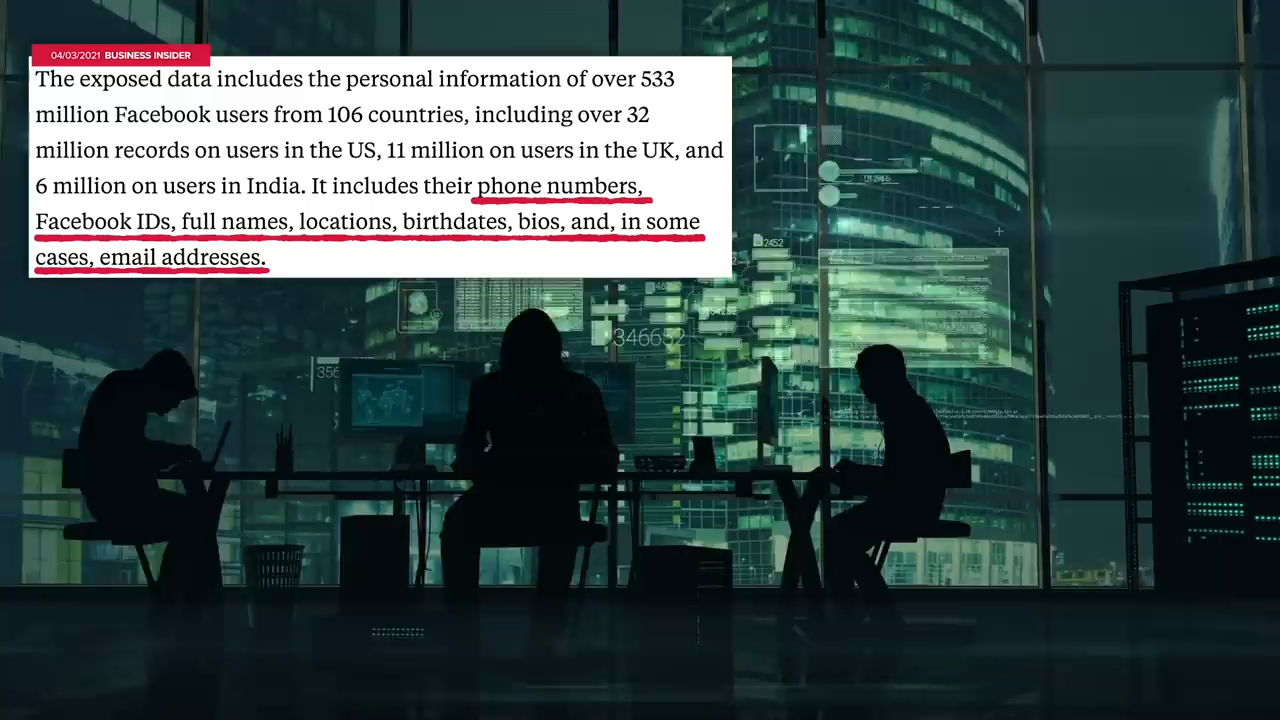 04/03/2021 BUSINESS INSIDER
The exposed data includes the personal information of over 533
million Facebook users from 106 countries, including over 32
million records on users in the US, 11 million on users in the UK, and
6 million on users in India. It includes their phone numbers,
Facebook IDs, full names, locations, birthdates, bios, and, in some
cases, email addresses.
2452
346652
356